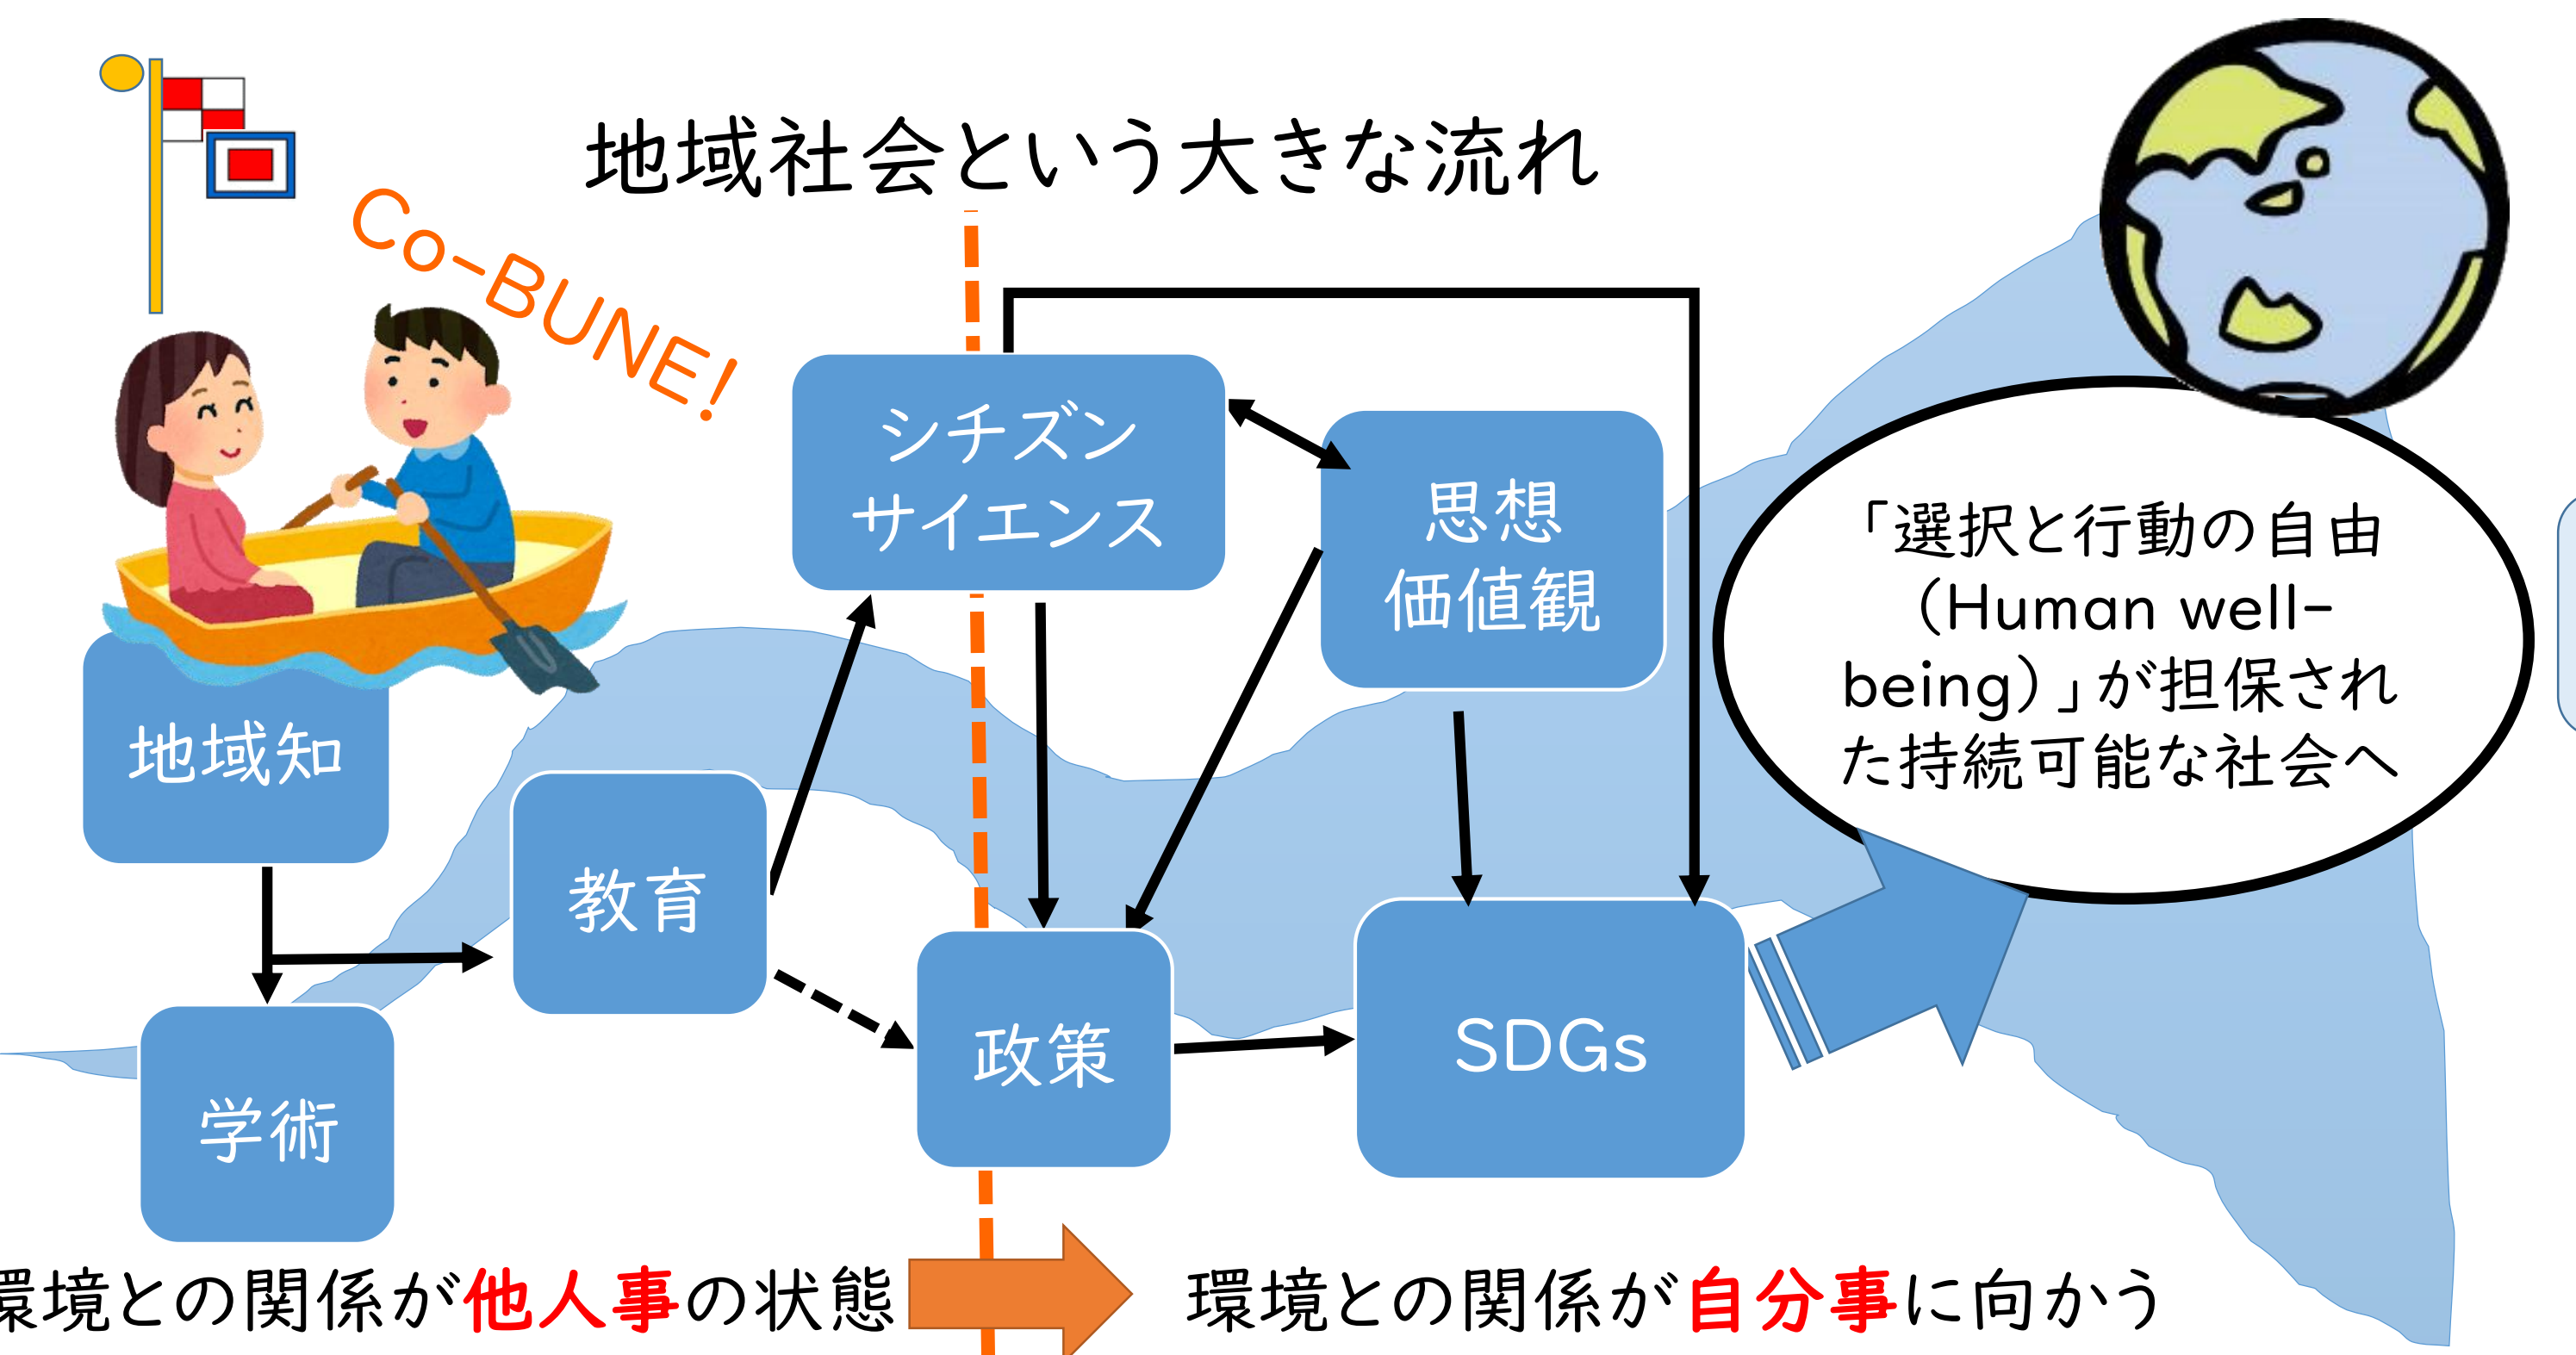 地域社会という大きな流れ
Co-BUNE!
シチズン
サイエンス
思想
価値観
「選択と行動の自由
(Human well-
being)」が担保され
た持続可能な社会へ
地域知
教育
学術
政策
SDGs
環境との関係が他人事の状態
環境との関係が自分事に向かう